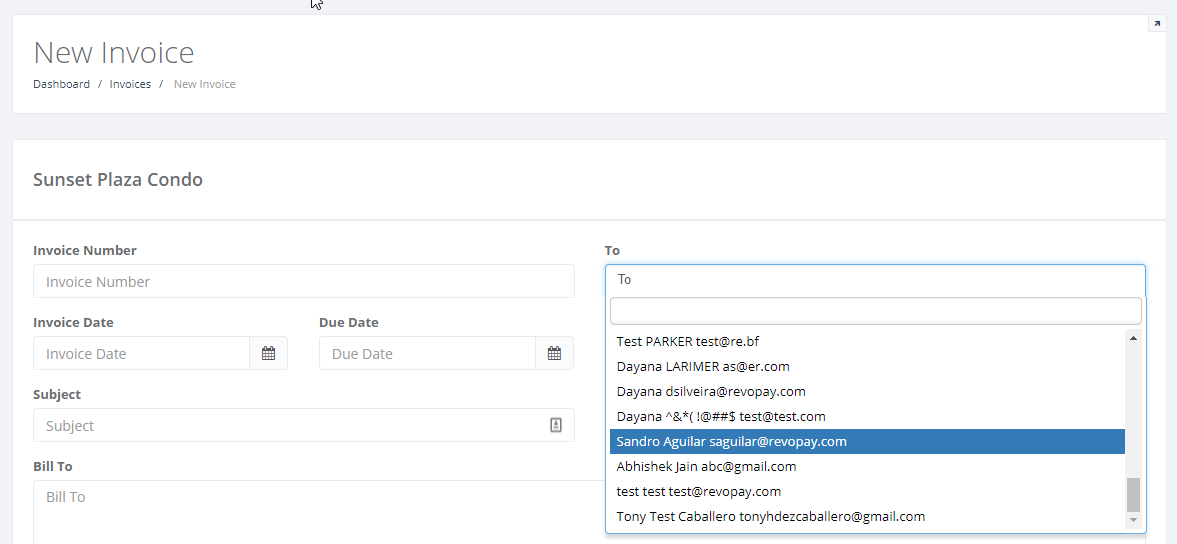 New Invoice
Dashboard / Invoices / New Invoice
Sunset Plaza Condo
Invoice Number
Invoice Number
Invoice Date
Due Date
Invoice Date
Due Date
Subject
Subject
Bill To
Bill To
To
To
Test PARKER test@re.bf
Dayana LARIMER as@er.com
Dayana dsilveira@revopay.com
Dayana ^&*( !@##$ test@test.com
Sandro Aguilar saguilar@revopay.com
Abhishek Jain abc@gmail.com
test test test@revopay.com
Tony Test Caballero tonyhdezcaballero@gmail.com